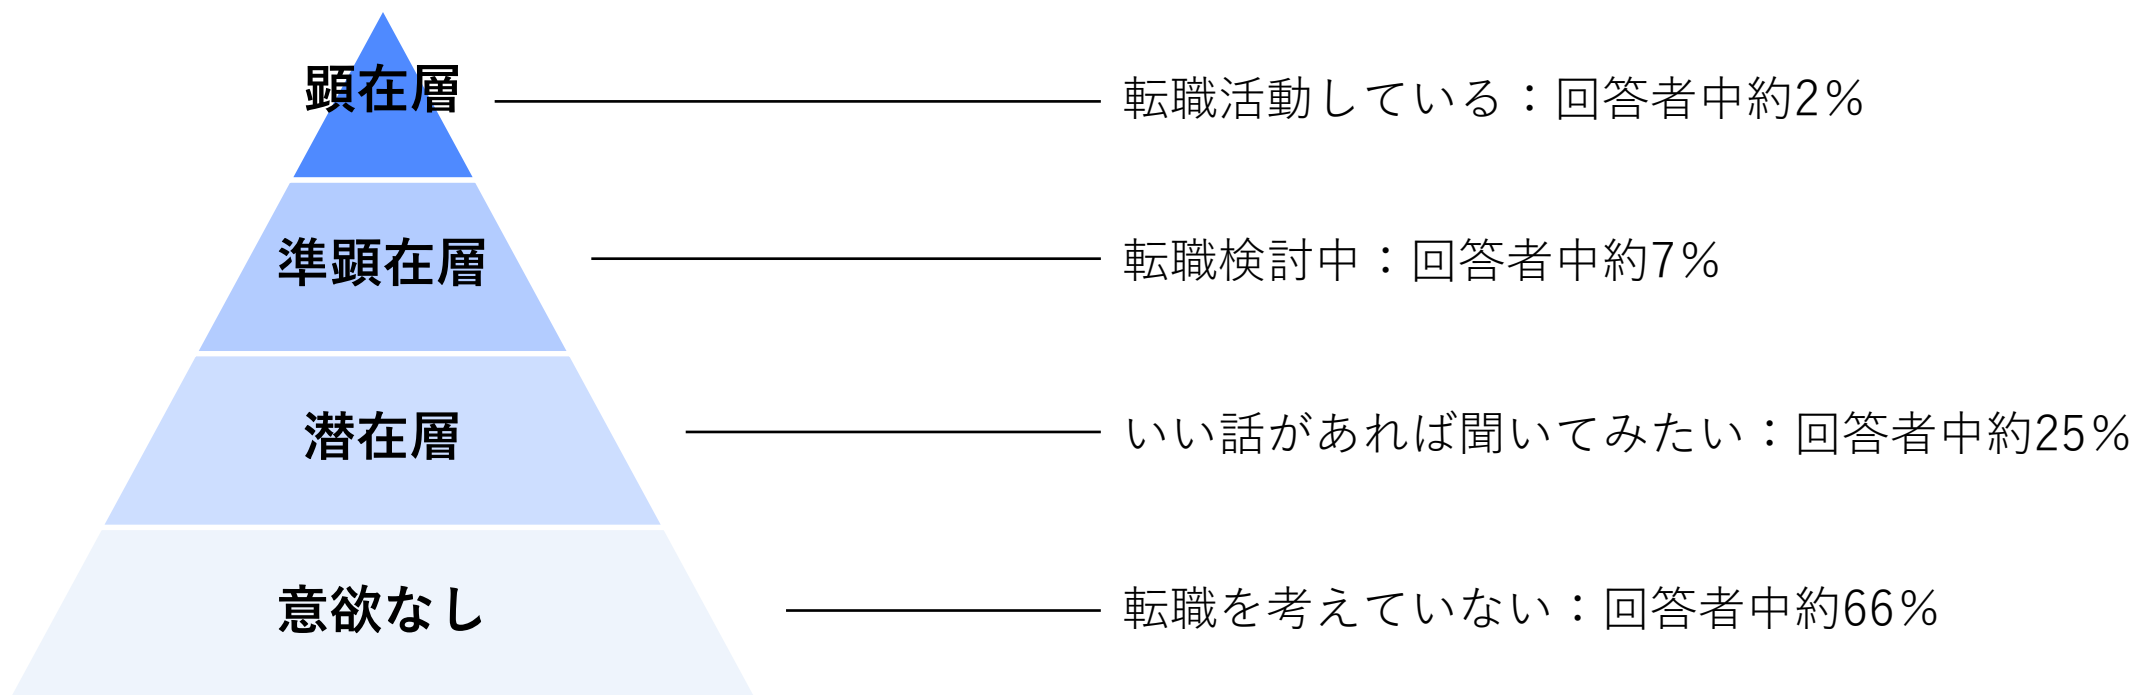 顕在層
転職活動している：回答者中約2％
準顕在層
転職検討中：回答者中約7％
潜在層
いい話があれば聞いてみたい：回答者中約25％
意欲なし
転職を考えていない：回答者中約66％